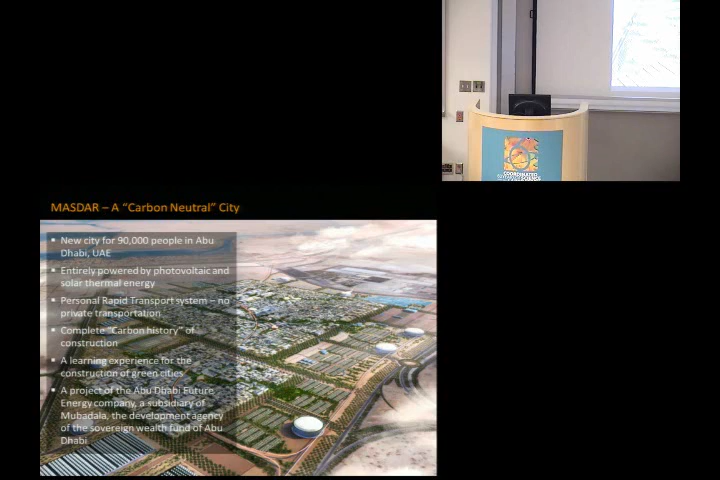 COORDINATED
MASDAR – A “Carbon Neutral” City
▪ New city for 90,000 people in Abu
Dhabi, UAE
▪ Entirely powered by photovoltaic and
solar thermal energy
▪ Personal Rapid Transport system – no
private transportation
▪ Complete “Carbon history” of
construction
▪ A learning experience for the
construction of green cities
▪ A project of the Abu Dhabi Future
Energy company, a subsidiary of
Mubadala, the development agency
of the sovereign wealth fund of Abu
Dhabi